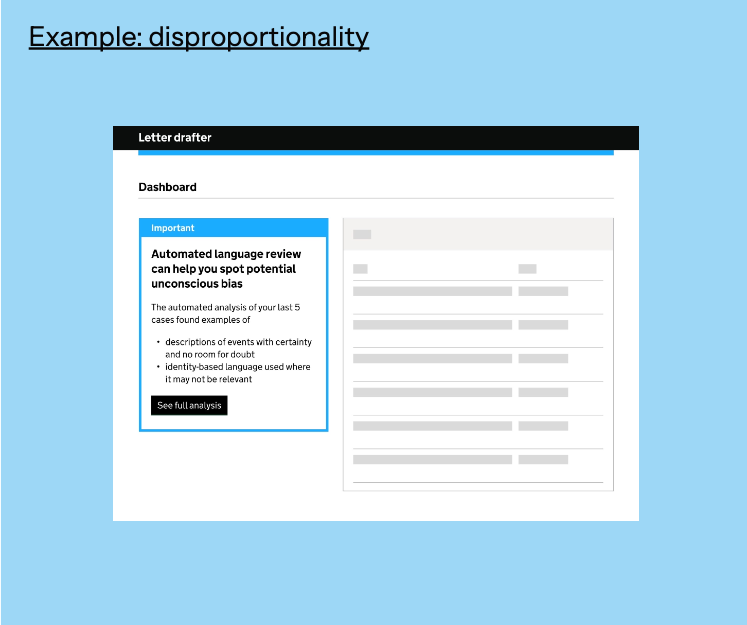 Example: disproportionality
Letter drafter
Dashboard
Important
Automated language review
can help you spot potential
unconscious bias
The automated analysis of your last 5
cases found examples of
• descriptions of events with certainty
and no room for doubt
• identity-based language used where
it may not be relevant
See full analysis